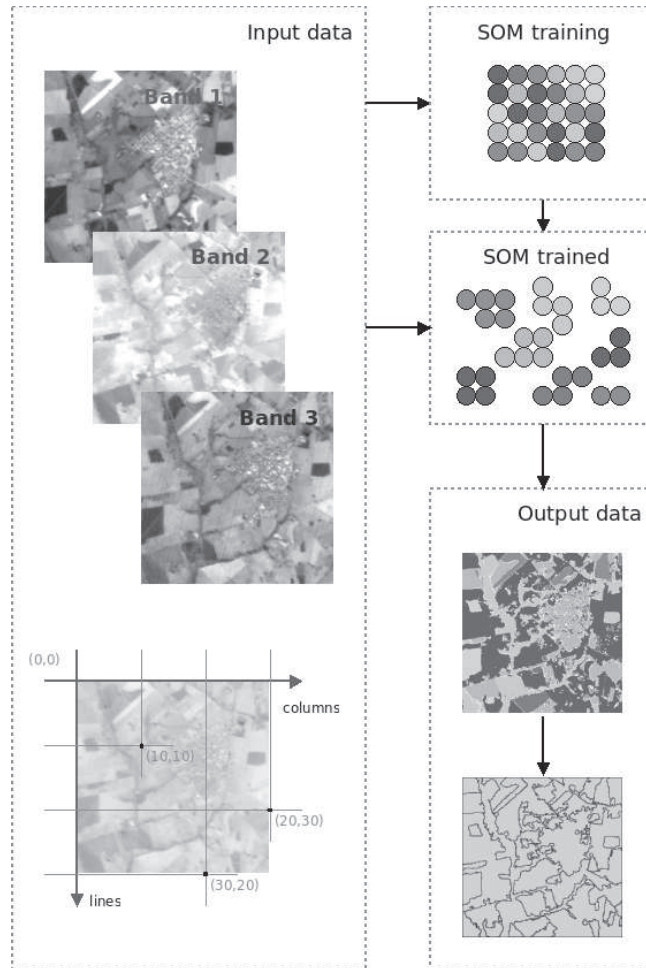 Input data
Band 1
Band 2
Band 3
(0,0)
columns
(10,10)
(20,30)
(30,20)
lines
SOM training
SOM trained
Output data